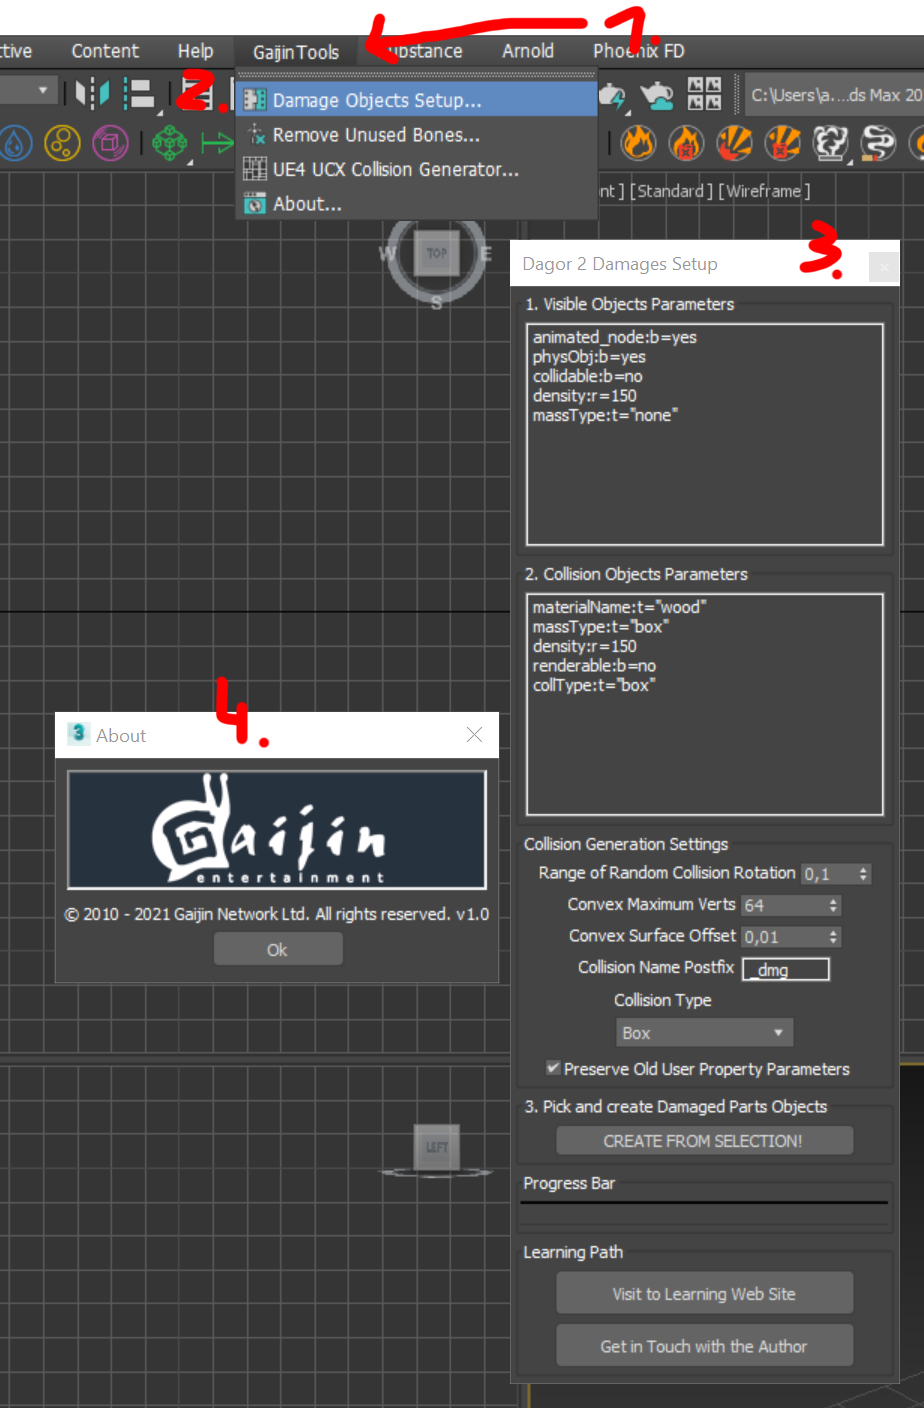 1.
ctive Content Help GaijinTools Substance Arnold Phoenix FD
2.
Damage Objects Setup...
C:\Users\a....ds Max 20
Remove Unused Bones...
UE4 UCX Collision Generator...
About...
nt ] [Standard ] [Wireframe ]
W TOP E
S
3.
Dagor 2 Damages Setup
1. Visible Objects Parameters
animated_node:b=yes
physObj:b=yes
collidable:b=no
density:r=150
massType:t="none"
2. Collision Objects Parameters
materialName:t="wood"
massType:t="box"
density:r=150
renderable:b=no
collType:t="box"
4.
3 About
Gaijin
entertainment
© 2010 - 2021 Gaijin Network Ltd. All rights reserved. v1.0
Ok
Collision Generation Settings
Range of Random Collision Rotation 0,1
Convex Maximum Verts 64
Convex Surface Offset 0,01
Collision Name Postfix _dmg
Collision Type
Box
Preserve Old User Property Parameters
3. Pick and create Damaged Parts Objects
CREATE FROM SELECTION!
LEFT
Progress Bar
Learning Path
Visit to Learning Web Site
Get in Touch with the Author